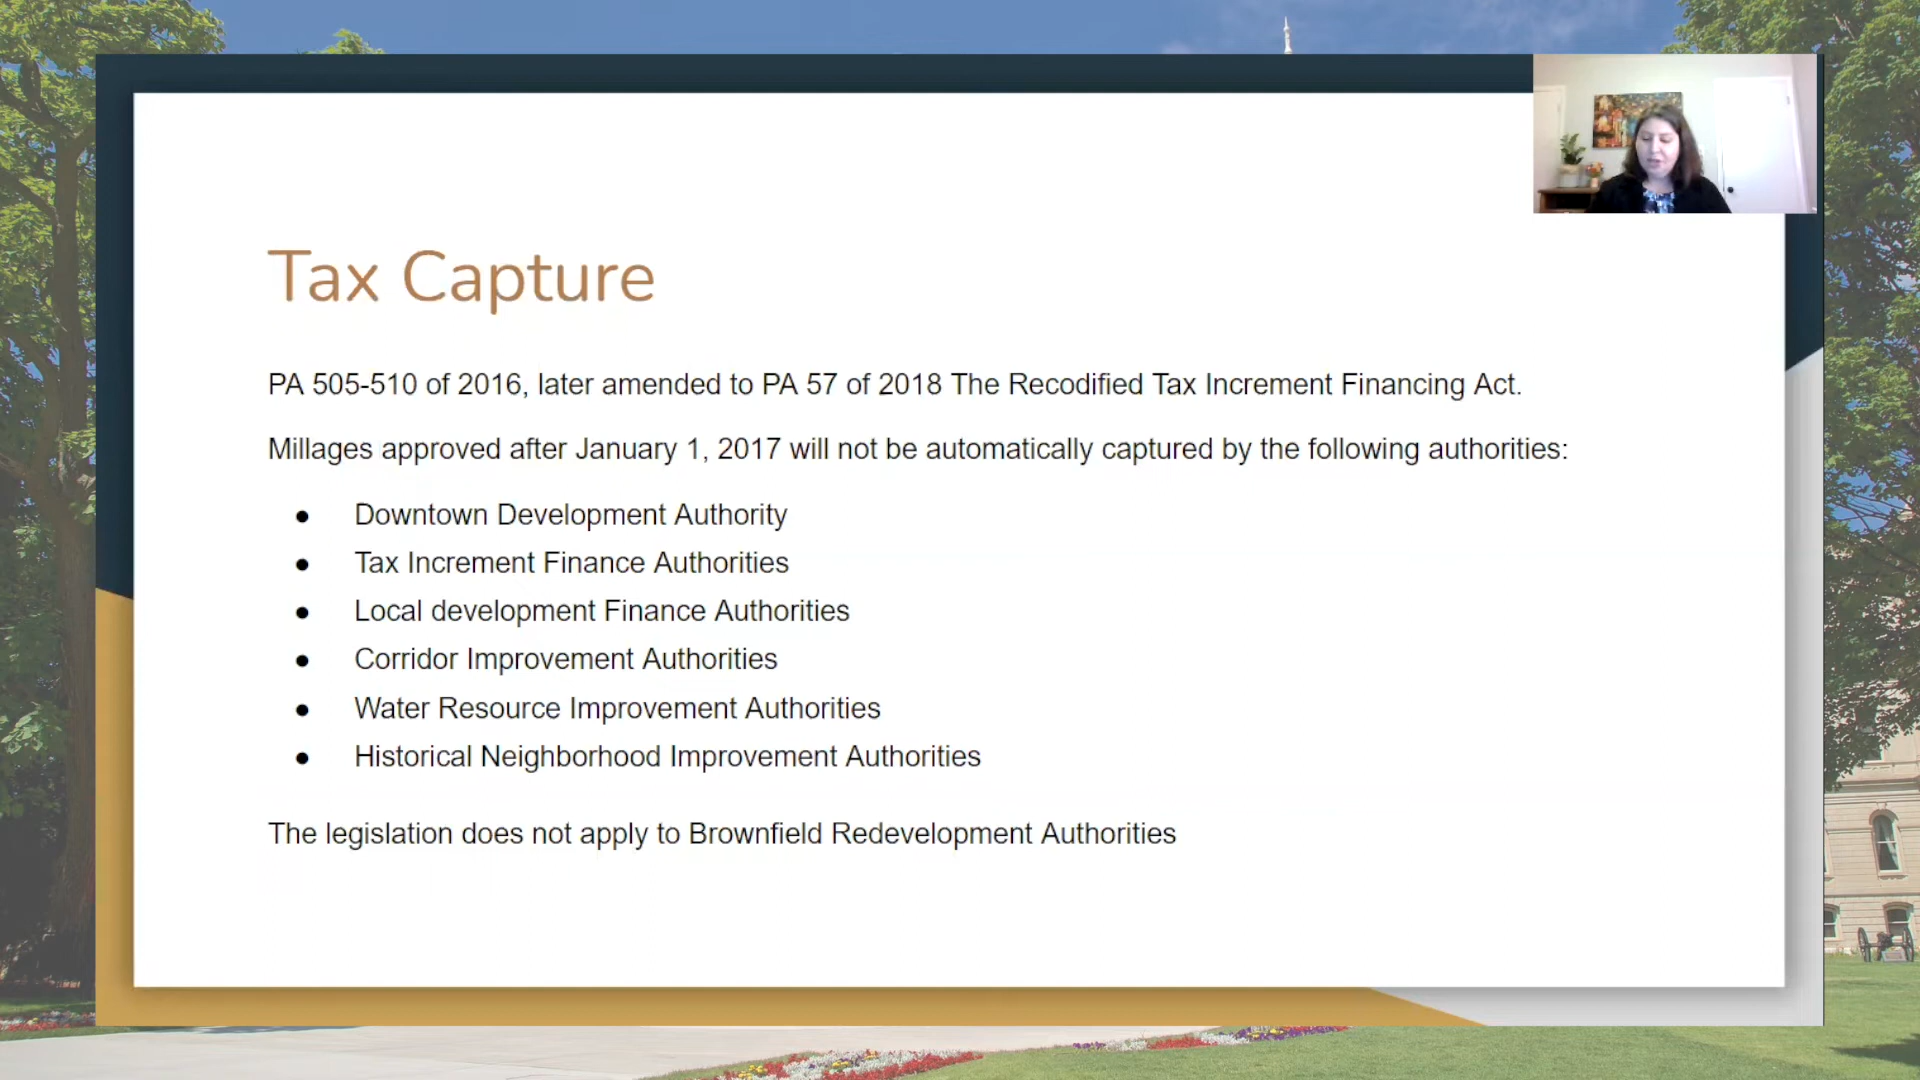 Tax Capture
PA 505-510 of 2016, later amended to PA 57 of 2018 The Recodified Tax Increment Financing Act.
Millages approved after January 1, 2017 will not be automatically captured by the following authorities:
● Downtown Development Authority
● Tax Increment Finance Authorities
● Local development Finance Authorities
● Corridor Improvement Authorities
● Water Resource Improvement Authorities
● Historical Neighborhood Improvement Authorities
The legislation does not apply to Brownfield Redevelopment Authorities